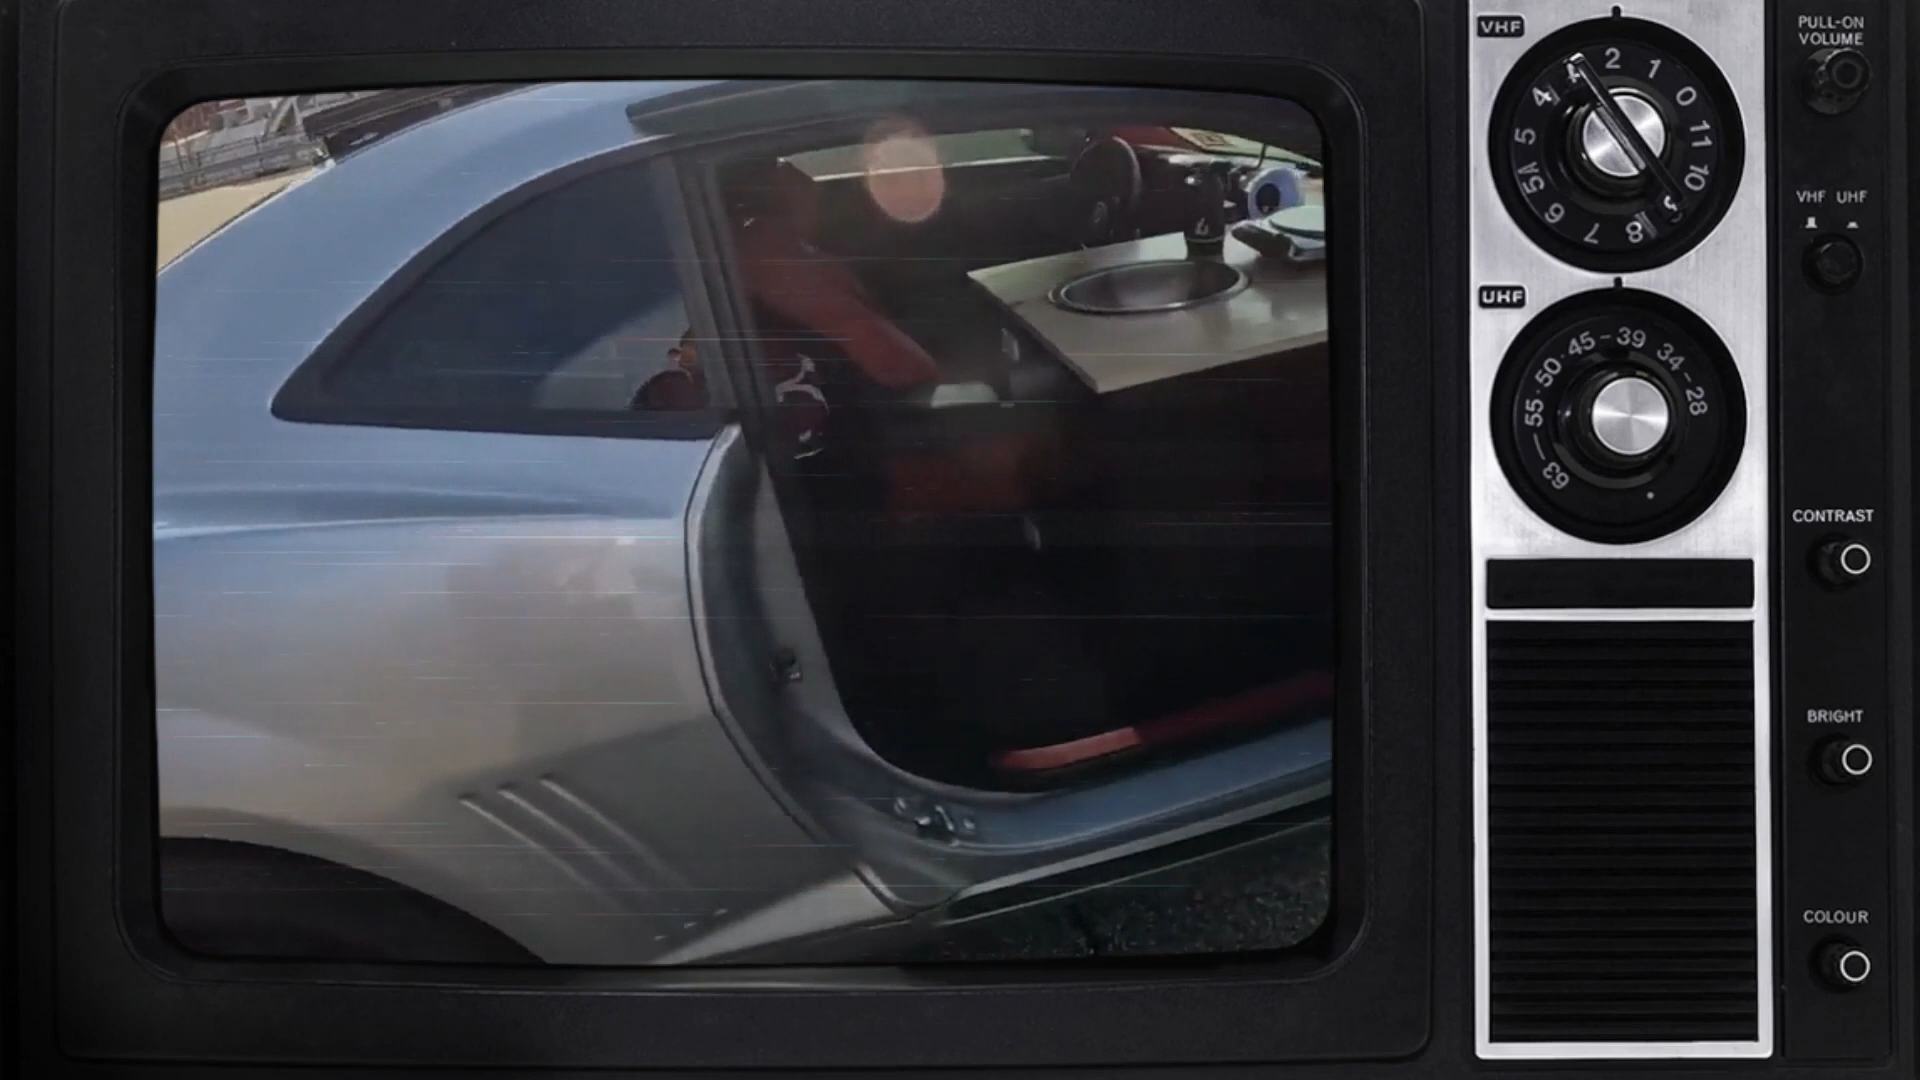 VHF
2
1
0
11
10
9
8
7
6
5A
5
4
3
UHF
63 — 55 · 50 · 45 – 39
34 – 28
PULL-ON
VOLUME
VHF UHF
CONTRAST
BRIGHT
COLOUR